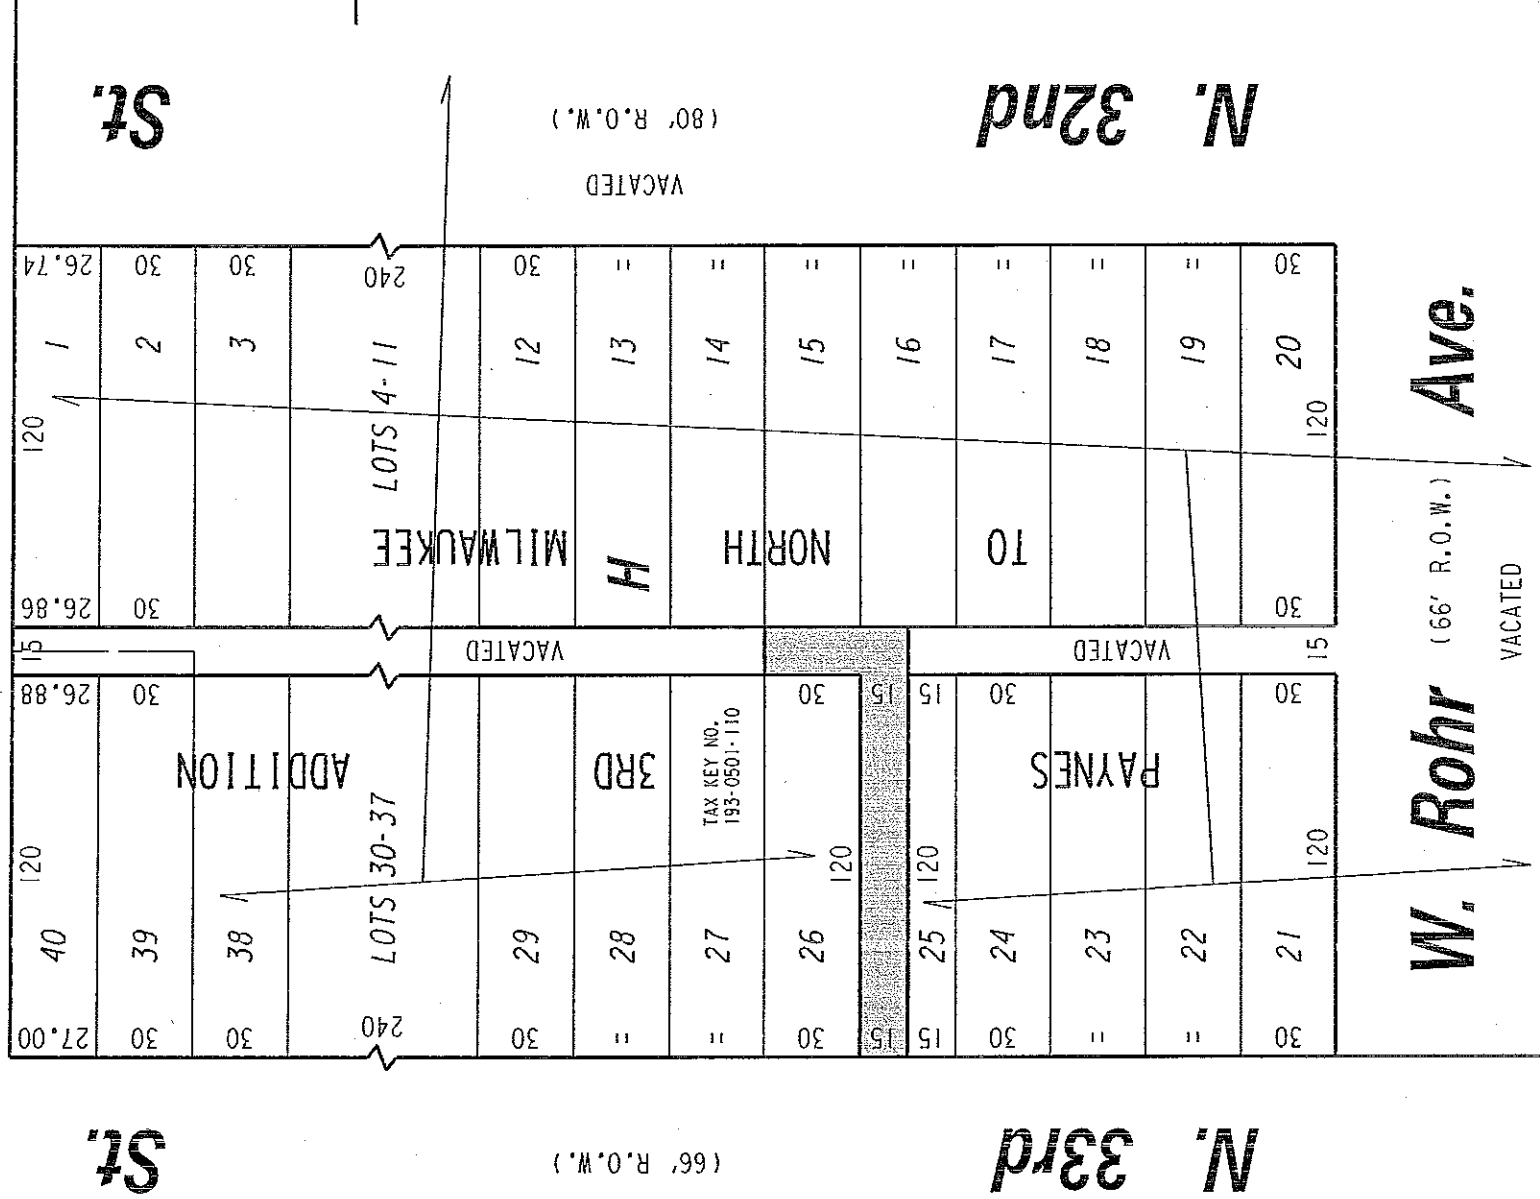 N. 33rd St.
(66' R.O.W.)
30 " " 30 15 15 30 " " 30 240 30 30 27.00
21 22 23 24 25 26 27 28 29 LOTS 30-37 38 39 40
120 120 120 120
PAYNES 3RD ADDITION
TAX KEY NO.
193-0501-110
30 30 15 15 30 30 26.88
15 VACATED VACATED 15
30 30 26.86
TO NORTH H MILWAUKEE
120 120
20 19 18 17 16 15 14 13 12 LOTS 4-11 3 2 1
30 " " " " " " " 30 240 30 30 26.74
VACATED
(80' R.O.W.)
N. 32nd St.
W. Rohr Ave.
(66' R.O.W.)
VACATED